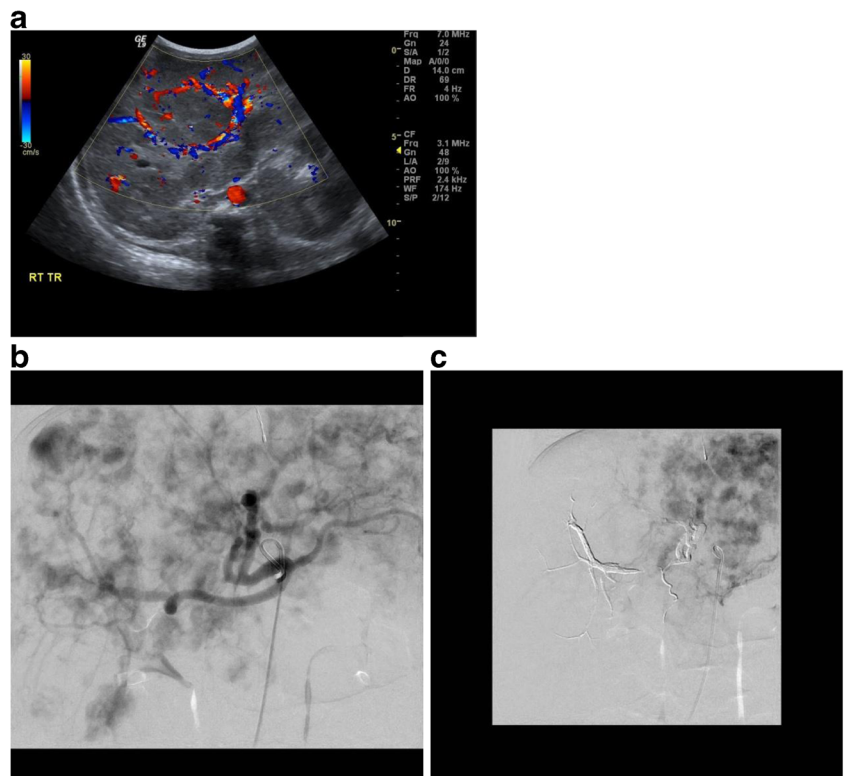 a
GE
L9
30
-30
cm/s
0
5
10
Frq 7.0 MHz
Gn 24
S/A 1/2
Map A/0/0
D 14.0 cm
DR 69
FR 4 Hz
AO 100 %
CF
Frq 3.1 MHz
Gn 48
L/A 2/9
AO 100 %
PRF 2.4 kHz
WF 174 Hz
S/P 2/12
RT TR
b
c